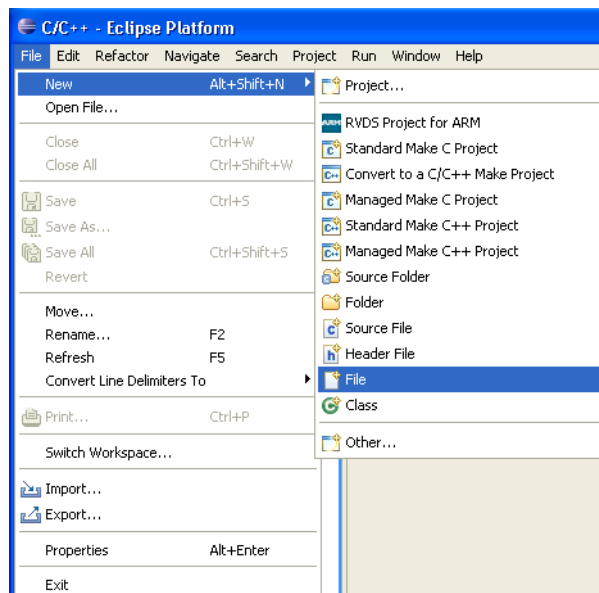 C/C++ - Eclipse Platform
File Edit Refactor Navigate Search Project Run Window Help
New Alt+Shift+N
Open File...
Close Ctrl+W
Close All Ctrl+Shift+W
Save Ctrl+S
Save As...
Save All Ctrl+Shift+S
Revert
Move...
Rename... F2
Refresh F5
Convert Line Delimiters To
Print... Ctrl+P
Switch Workspace...
Import...
Export...
Properties Alt+Enter
Exit
Project...
ARM RVDS Project for ARM
c Standard Make C Project
C++ Convert to a C/C++ Make Project
c Managed Make C Project
C++ Standard Make C++ Project
C++ Managed Make C++ Project
Source Folder
Folder
c Source File
h Header File
File
C Class
Other...